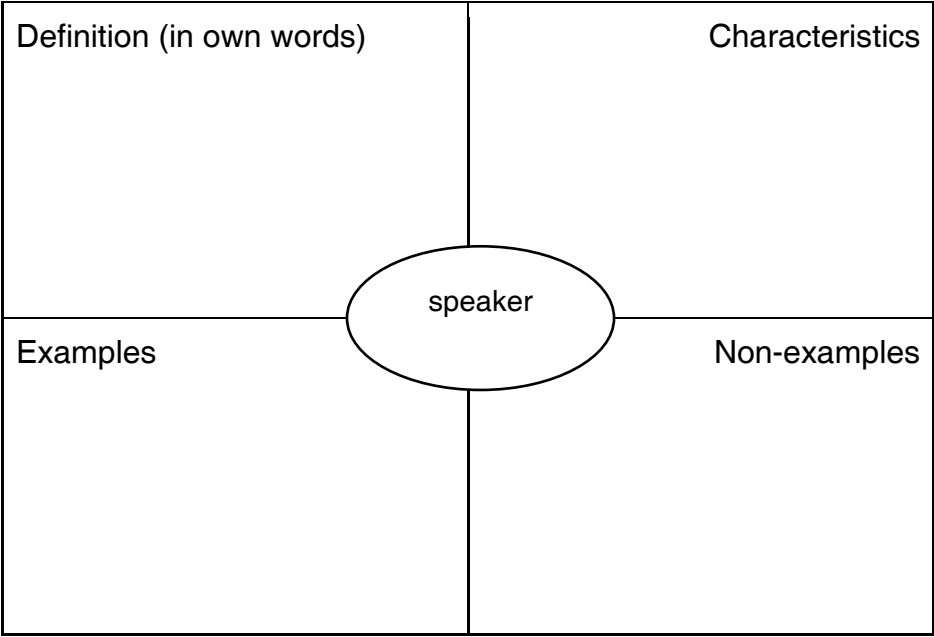 Definition (in own words)
Characteristics
speaker
Examples
Non-examples